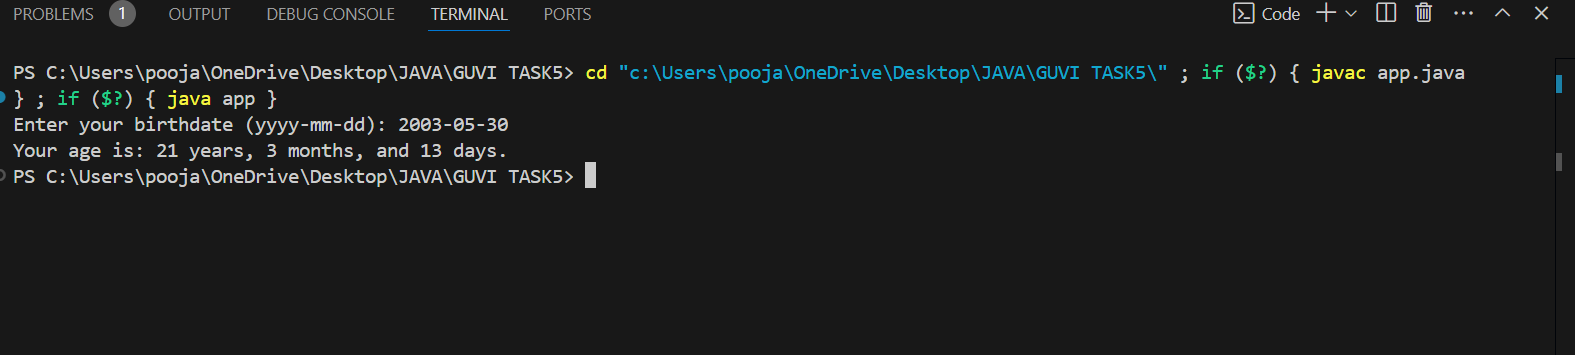 PROBLEMS 1 OUTPUT DEBUG CONSOLE TERMINAL PORTS Code
PS C:\Users\pooja\OneDrive\Desktop\JAVA\GUVI TASK5> cd "c:\Users\pooja\OneDrive\Desktop\JAVA\GUVI TASK5\" ; if ($?) { javac app.java
} ; if ($?) { java app }
Enter your birthdate (yyyy-mm-dd): 2003-05-30
Your age is: 21 years, 3 months, and 13 days.
PS C:\Users\pooja\OneDrive\Desktop\JAVA\GUVI TASK5>